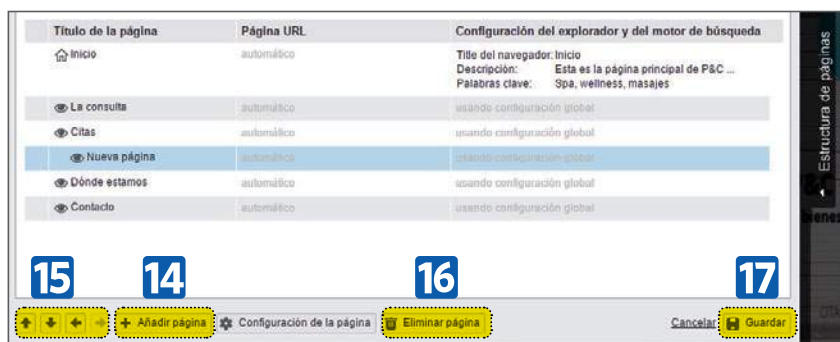 Título de la página Página URL Configuración del explorador y del motor de búsqueda
Inicio automático Title del navegador: Inicio
Descripción: Esta es la página principal de P&C ...
Palabras clave: Spa, wellness, masajes
La consulta automático usando configuración global
Citas automático usando configuración global
Nueva página automático usando configuración global
Dónde estamos automático usando configuración global
Contacto automático usando configuración global
Estructura de páginas
15 14 16 17
Añadir página Configuración de la página Eliminar página Cancelar Guardar